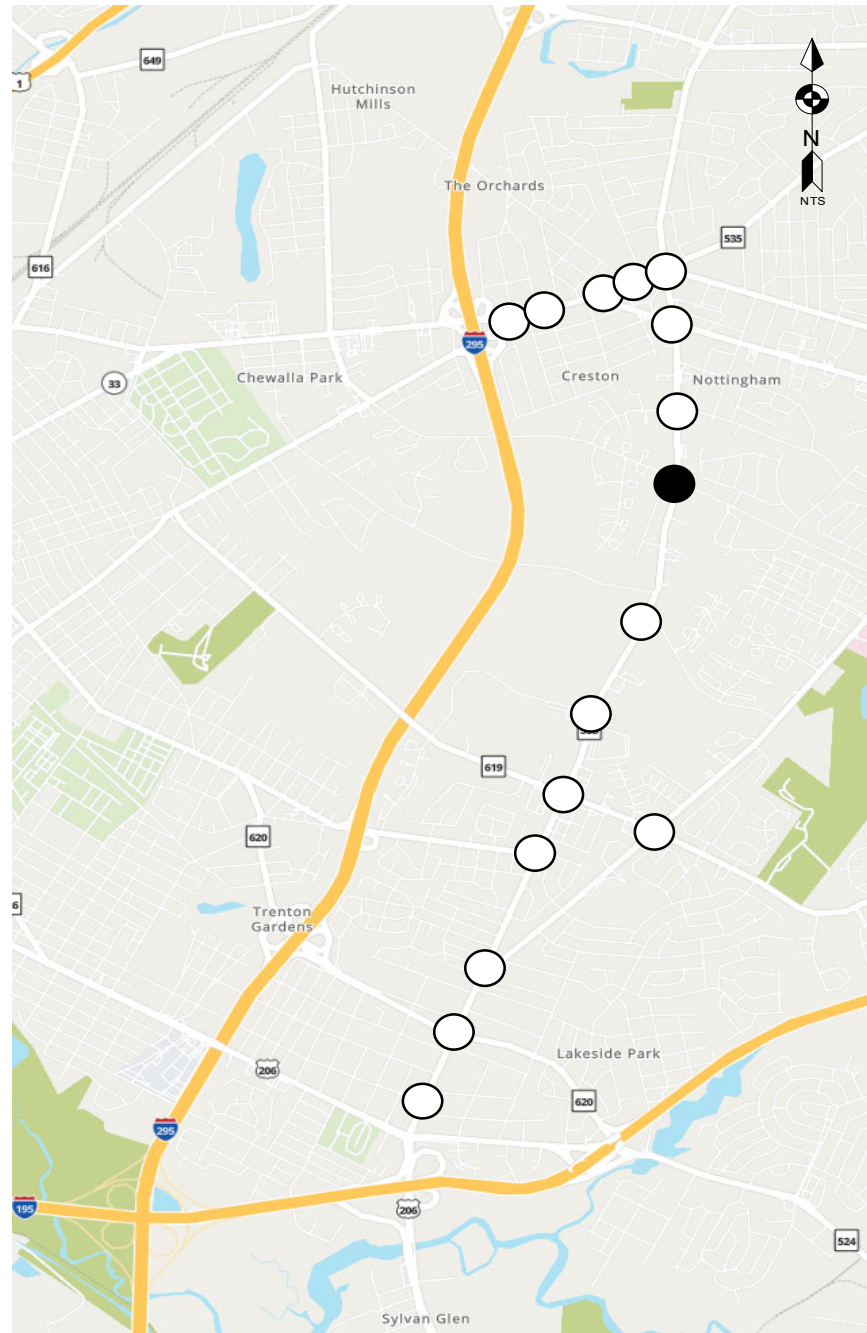 649
1
Hutchinson
Mills
N
NTS
The Orchards
535
616
295
33
Chewalla Park
Creston
Nottingham
619
620
6
Trenton
Gardens
206
Lakeside Park
620
295
195
206
524
Sylvan Glen